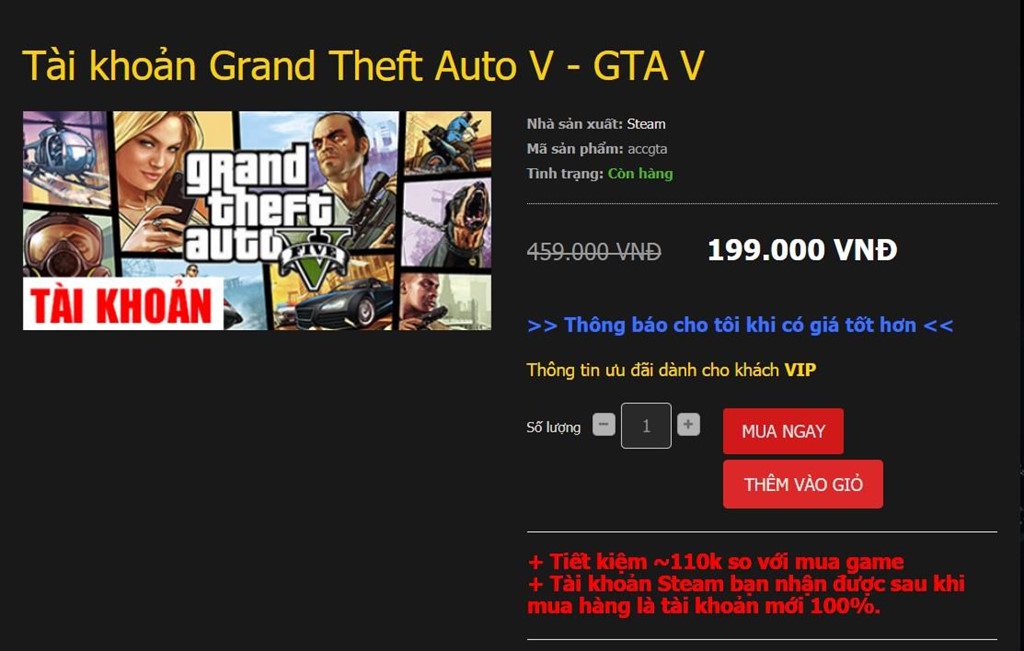 Tài khoản Grand Theft Auto V - GTA V
grand
theft
auto
FIVE
V
TÀI KHOẢN
Nhà sản xuất: Steam
Mã sản phẩm: accgta
Tình trạng: Còn hàng
459.000 VNĐ 199.000 VNĐ
>> Thông báo cho tôi khi có giá tốt hơn <<
Thông tin ưu đãi dành cho khách VIP
Số lượng - 1 + MUA NGAY
THÊM VÀO GIỎ
+ Tiết kiệm ~110k so với mua game
+ Tài khoản Steam bạn nhận được sau khi
mua hàng là tài khoản mới 100%.